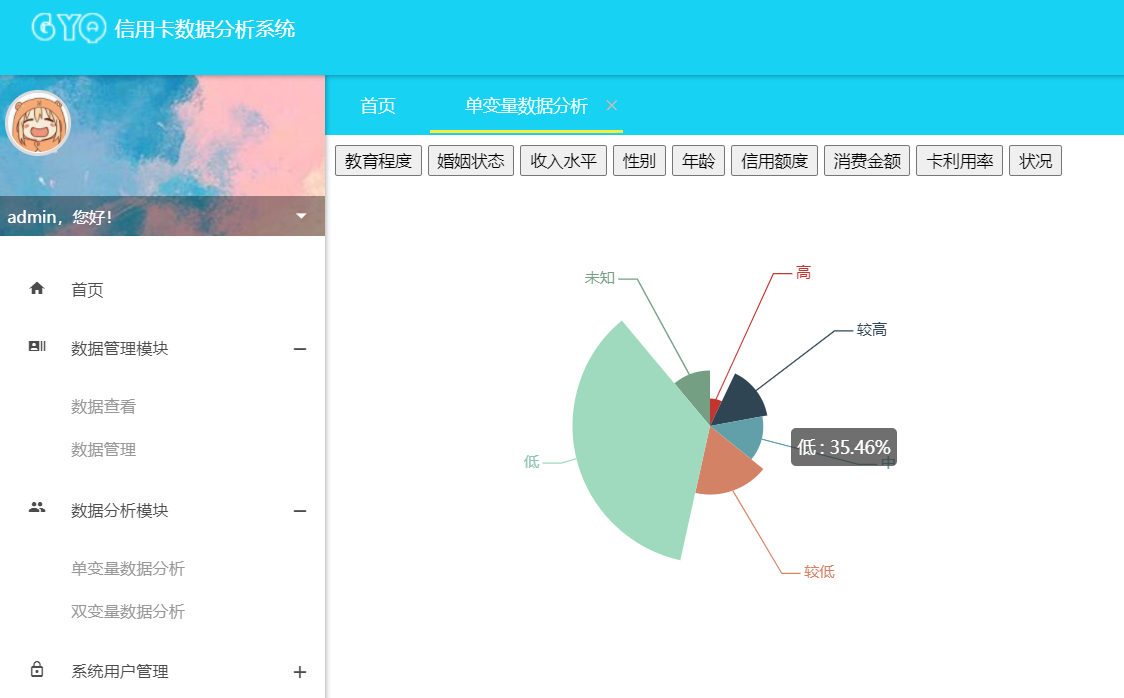 GYQ 信用卡数据分析系统
首页 单变量数据分析 ×
admin，您好！
教育程度 婚姻状态 收入水平 性别 年龄 信用额度 消费金额 卡利用率 状况
首页
数据管理模块
数据查看
数据管理
数据分析模块
单变量数据分析
双变量数据分析
系统用户管理
未知
高
较高
低 : 35.46%
中
低
较低